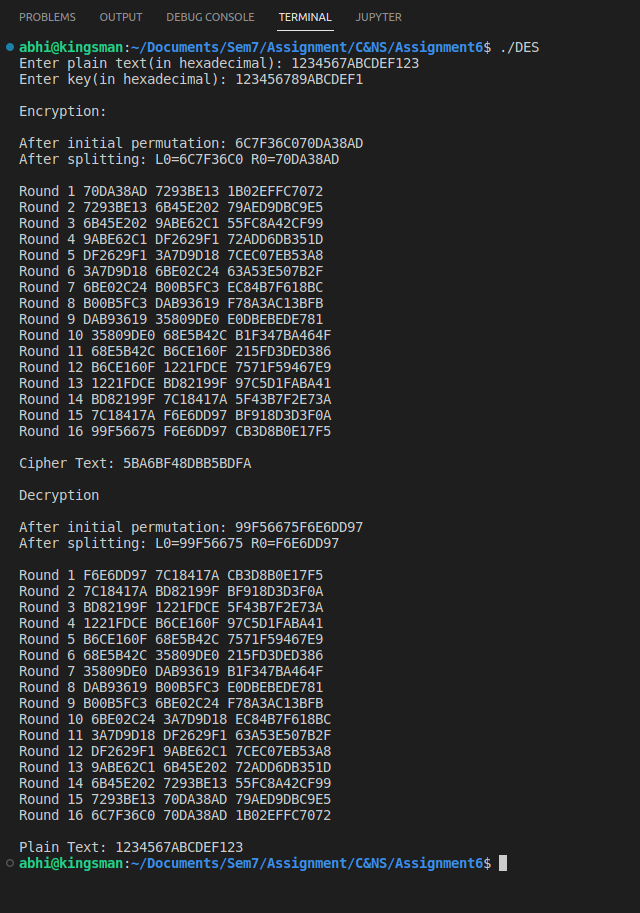 PROBLEMS OUTPUT DEBUG CONSOLE TERMINAL JUPYTER
abhi@kingsman:~/Documents/Sem7/Assignment/C&NS/Assignment6$ ./DES
Enter plain text(in hexadecimal): 1234567ABCDEF123
Enter key(in hexadecimal): 123456789ABCDEF1
Encryption:
After initial permutation: 6C7F36C070DA38AD
After splitting: L0=6C7F36C0 R0=70DA38AD
Round 1 70DA38AD 7293BE13 1B02EFFC7072
Round 2 7293BE13 6B45E202 79AED9DBC9E5
Round 3 6B45E202 9ABE62C1 55FC8A42CF99
Round 4 9ABE62C1 DF2629F1 72ADD6DB351D
Round 5 DF2629F1 3A7D9D18 7CEC07EB53A8
Round 6 3A7D9D18 6BE02C24 63A53E507B2F
Round 7 6BE02C24 B00B5FC3 EC84B7F618BC
Round 8 B00B5FC3 DAB93619 F78A3AC13BFB
Round 9 DAB93619 35809DE0 E0DBEBEDE781
Round 10 35809DE0 68E5B42C B1F347BA464F
Round 11 68E5B42C B6CE160F 215FD3DED386
Round 12 B6CE160F 1221FDCE 7571F59467E9
Round 13 1221FDCE BD82199F 97C5D1FABA41
Round 14 BD82199F 7C18417A 5F43B7F2E73A
Round 15 7C18417A F6E6DD97 BF918D3D3F0A
Round 16 99F56675 F6E6DD97 CB3D8B0E17F5
Cipher Text: 5BA6BF48DBB5BDFA
Decryption
After initial permutation: 99F56675F6E6DD97
After splitting: L0=99F56675 R0=F6E6DD97
Round 1 F6E6DD97 7C18417A CB3D8B0E17F5
Round 2 7C18417A BD82199F BF918D3D3F0A
Round 3 BD82199F 1221FDCE 5F43B7F2E73A
Round 4 1221FDCE B6CE160F 97C5D1FABA41
Round 5 B6CE160F 68E5B42C 7571F59467E9
Round 6 68E5B42C 35809DE0 215FD3DED386
Round 7 35809DE0 DAB93619 B1F347BA464F
Round 8 DAB93619 B00B5FC3 E0DBEBEDE781
Round 9 B00B5FC3 6BE02C24 F78A3AC13BFB
Round 10 6BE02C24 3A7D9D18 EC84B7F618BC
Round 11 3A7D9D18 DF2629F1 63A53E507B2F
Round 12 DF2629F1 9ABE62C1 7CEC07EB53A8
Round 13 9ABE62C1 6B45E202 72ADD6DB351D
Round 14 6B45E202 7293BE13 55FC8A42CF99
Round 15 7293BE13 70DA38AD 79AED9DBC9E5
Round 16 6C7F36C0 70DA38AD 1B02EFFC7072
Plain Text: 1234567ABCDEF123
abhi@kingsman:~/Documents/Sem7/Assignment/C&NS/Assignment6$